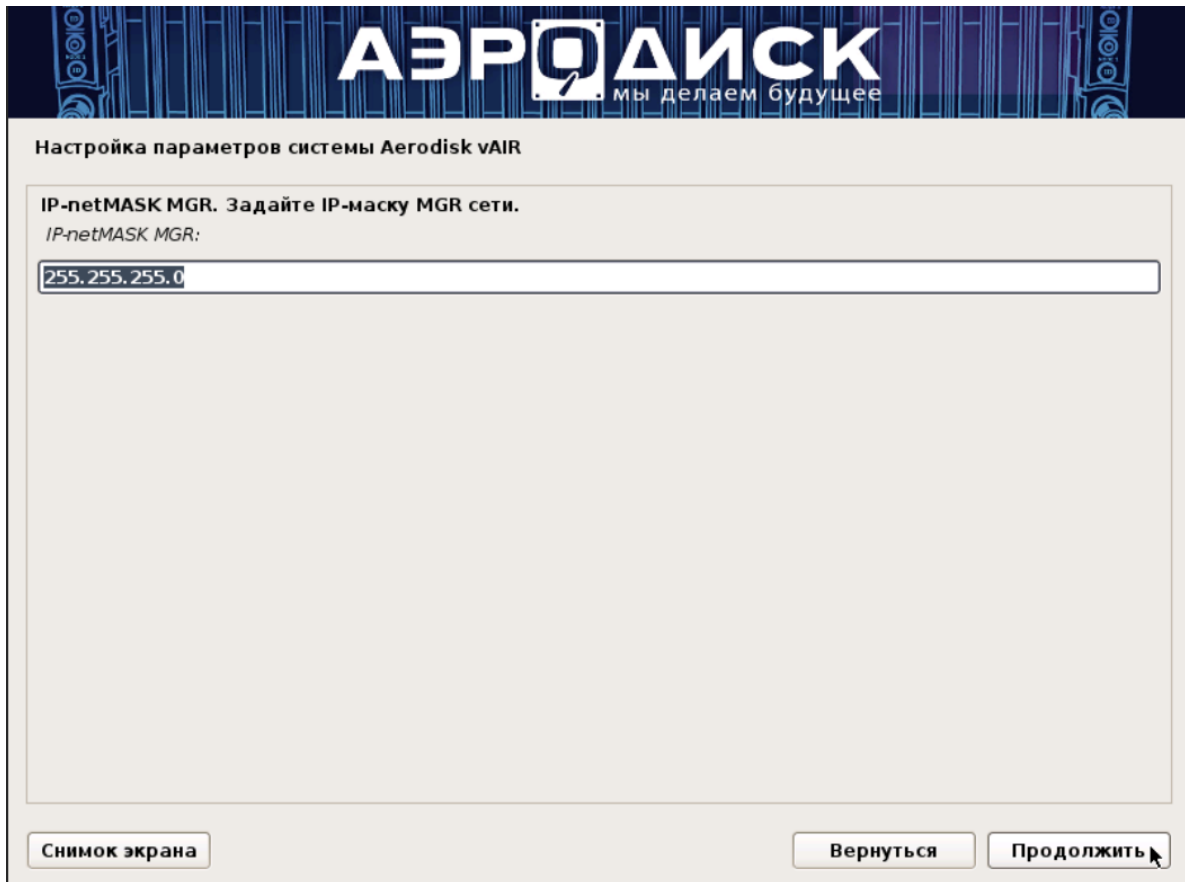 АЭРОДИСК
мы делаем будущее
Настройка параметров системы Aerodisk vAIR
IP-netMASK MGR. Задайте IP-маску MGR сети.
IP-netMASK MGR:
255.255.255.0
Снимок экрана
Вернуться
Продолжить